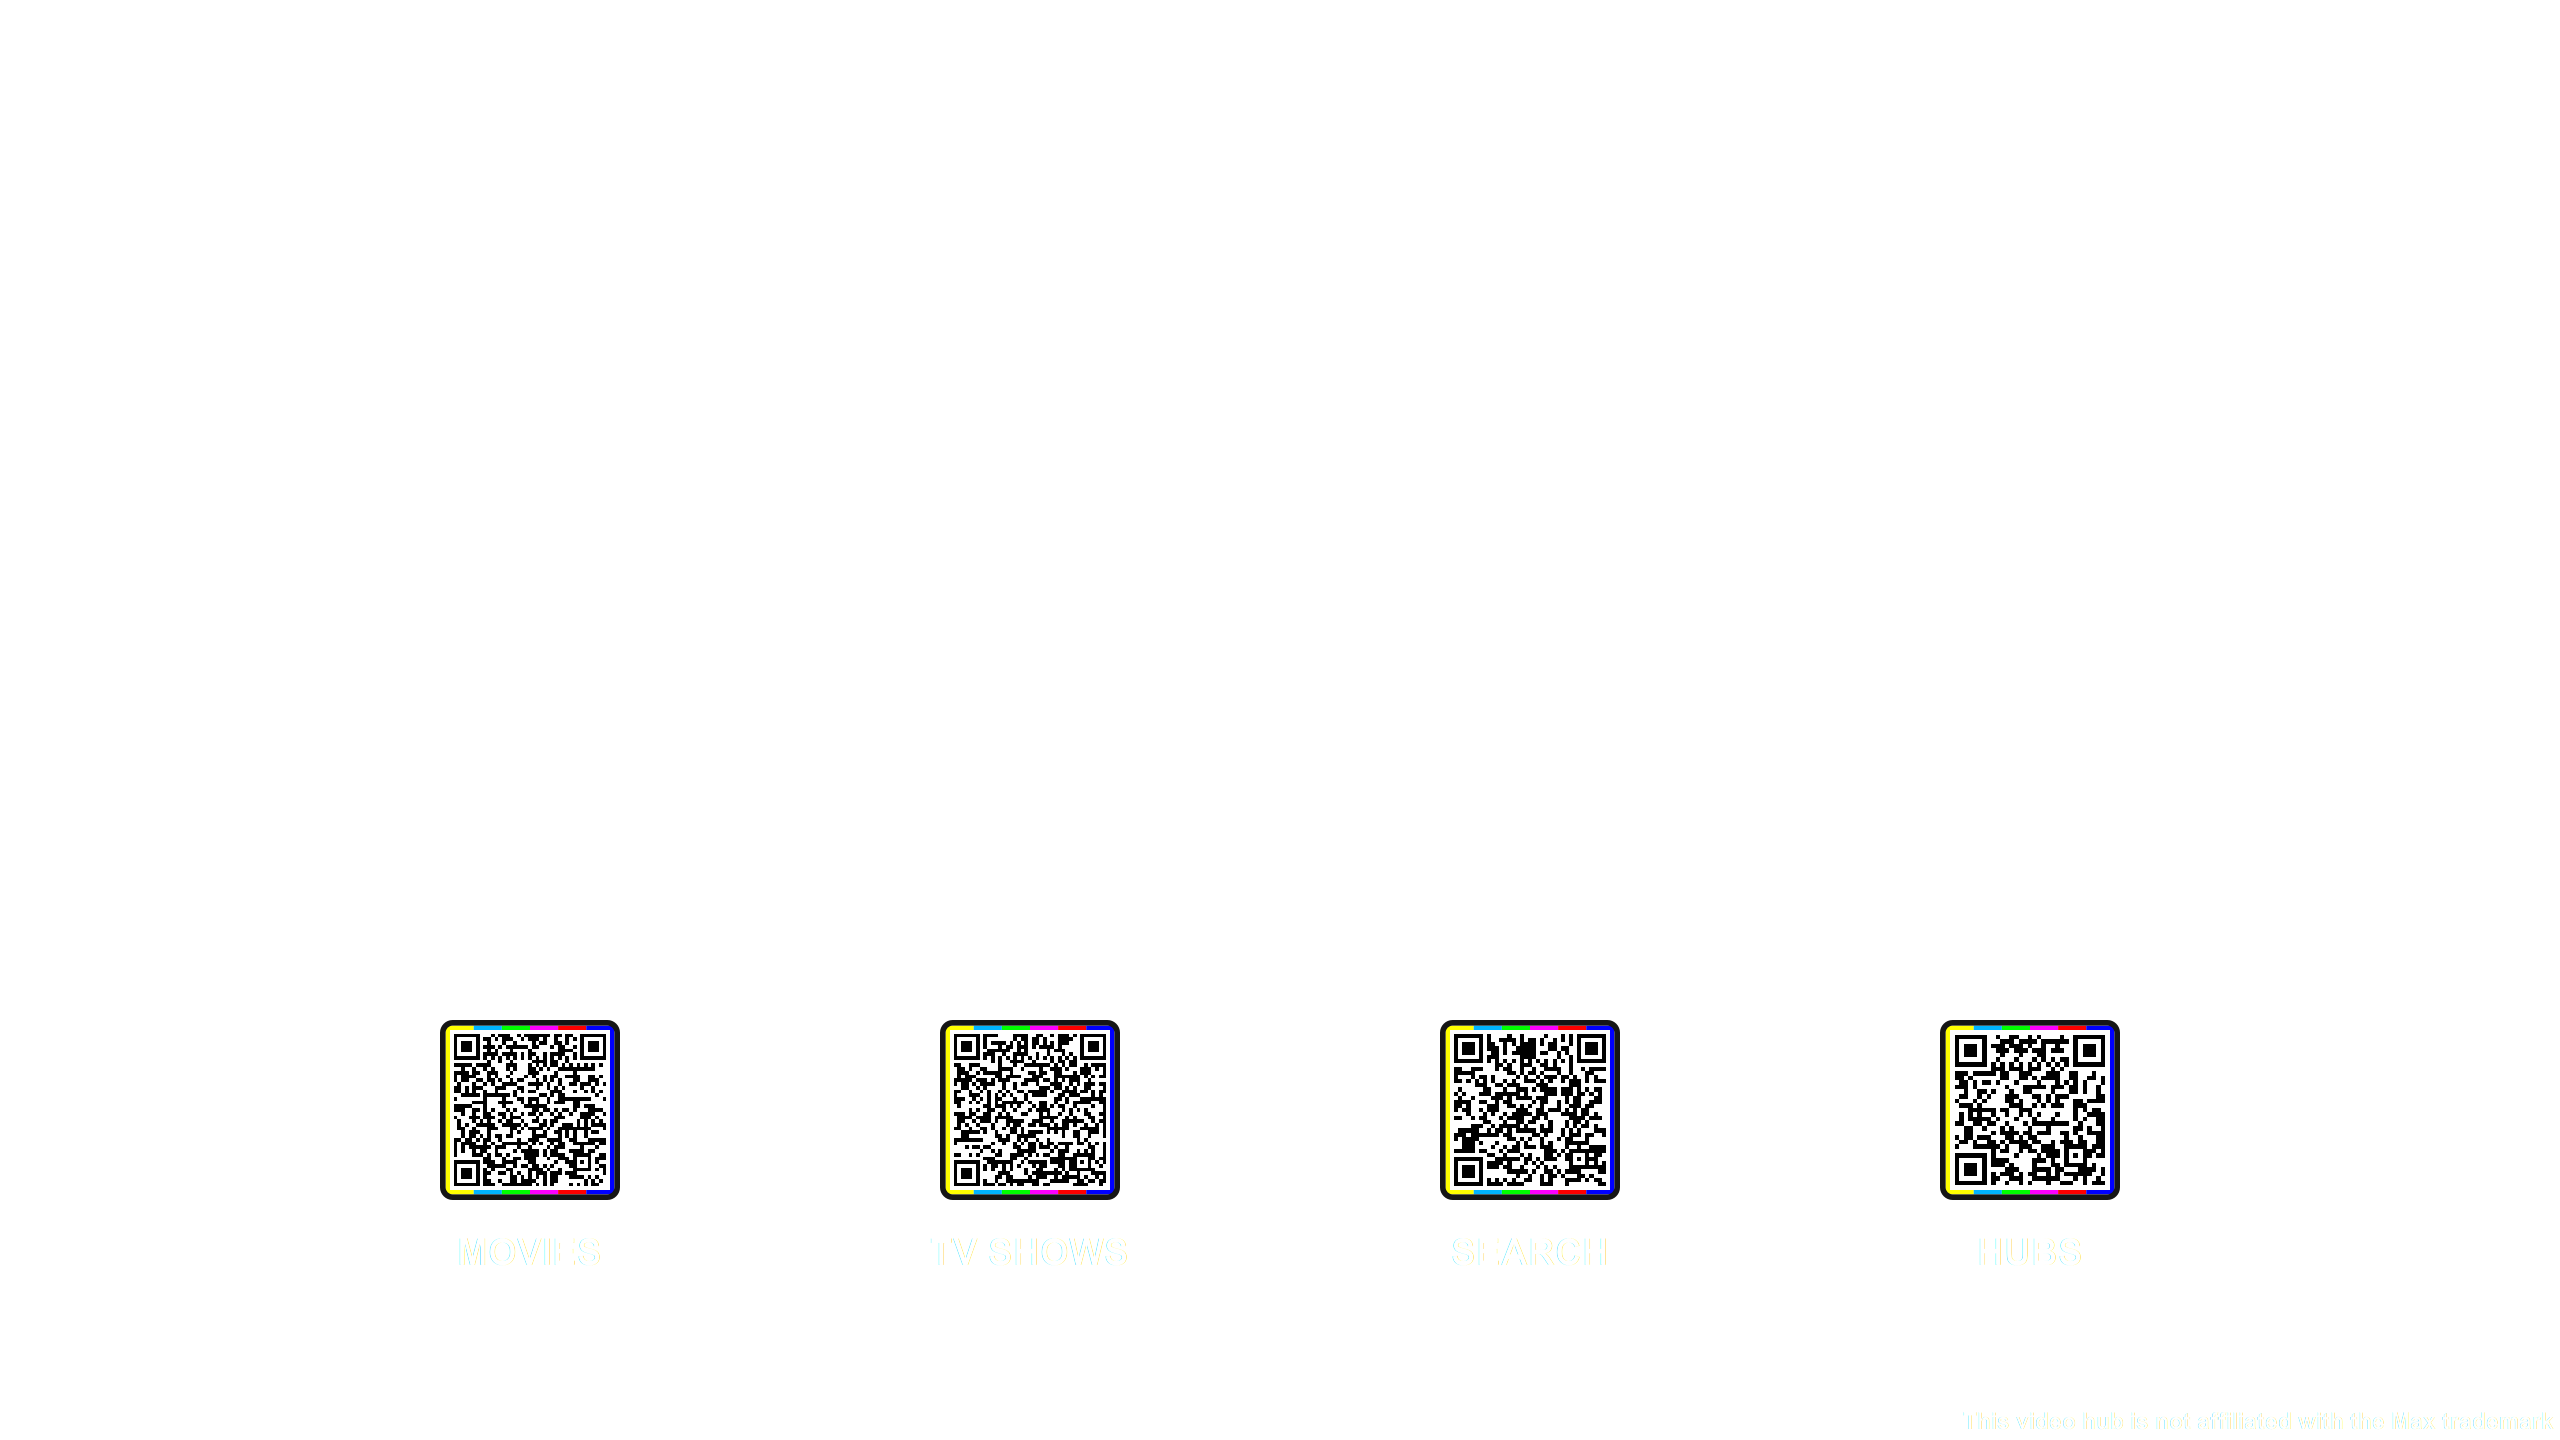 MOVIES
TV SHOWS
SEARCH
HUBS
This video hub is not affiliated with the Max trademark